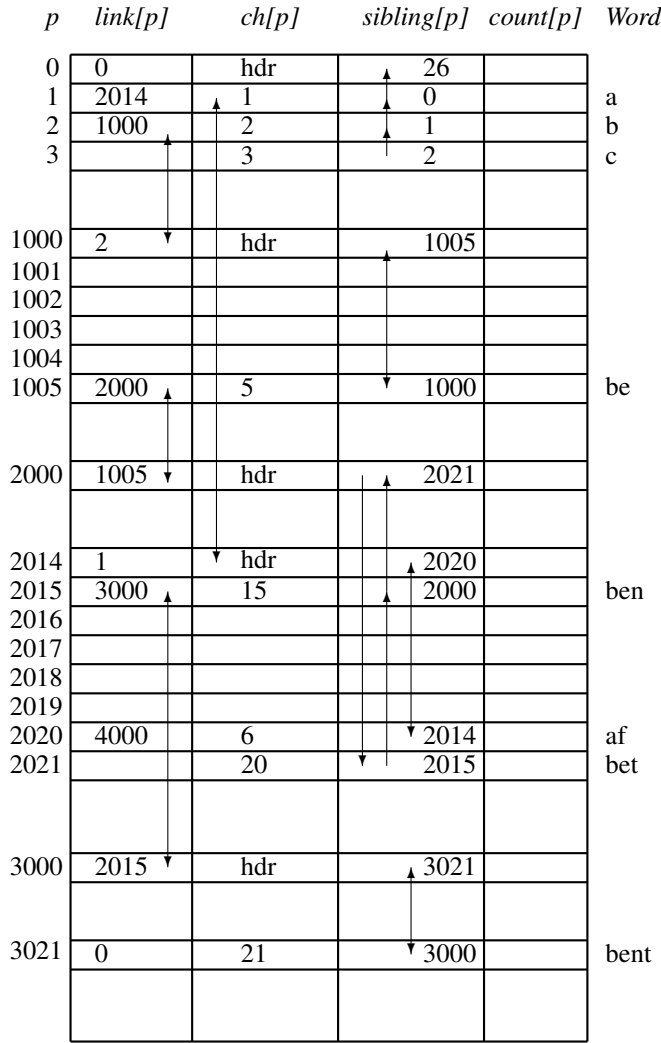 p link[p] ch[p] sibling[p] count[p] Word
0 0 hdr 26
1 2014 1 0 a
2 1000 2 1 b
3 3 2 c
1000 2 hdr 1005
1001
1002
1003
1004
1005 2000 5 1000 be
2000 1005 hdr 2021
2014 1 hdr 2020
2015 3000 15 2000 ben
2016
2017
2018
2019
2020 4000 6 2014 af
2021 20 2015 bet
3000 2015 hdr 3021
3021 0 21 3000 bent